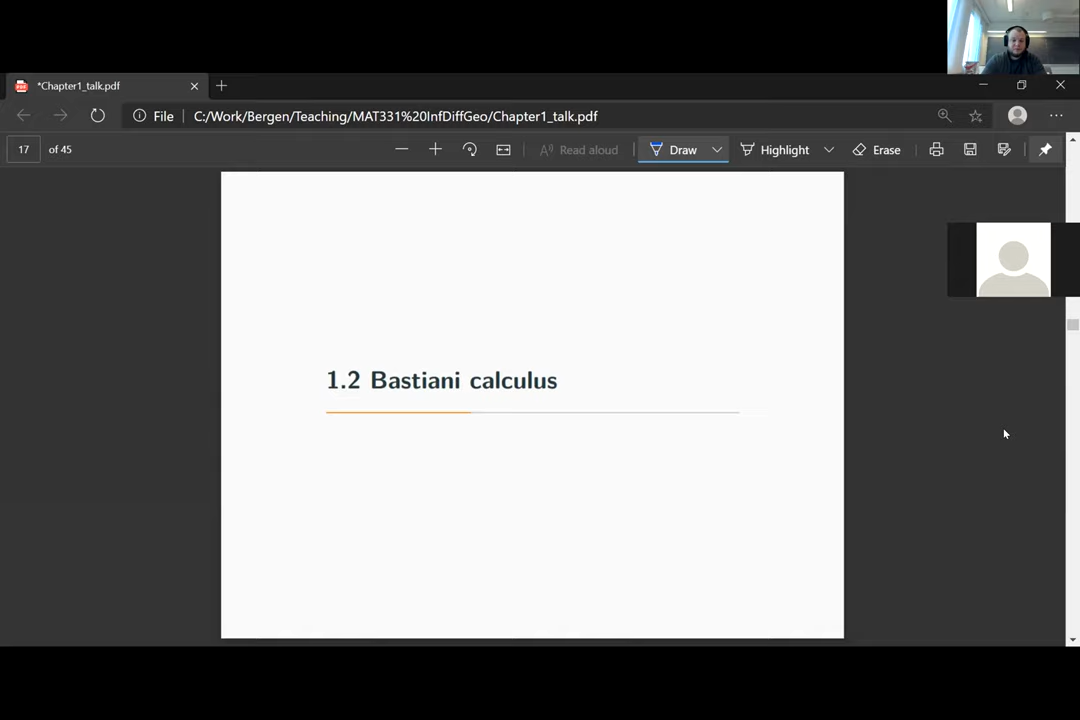 *Chapter1_talk.pdf
File C:/Work/Bergen/Teaching/MAT331%20InfDiffGeo/Chapter1_talk.pdf
17 of 45 Read aloud Draw Highlight Erase
1.2 Bastiani calculus